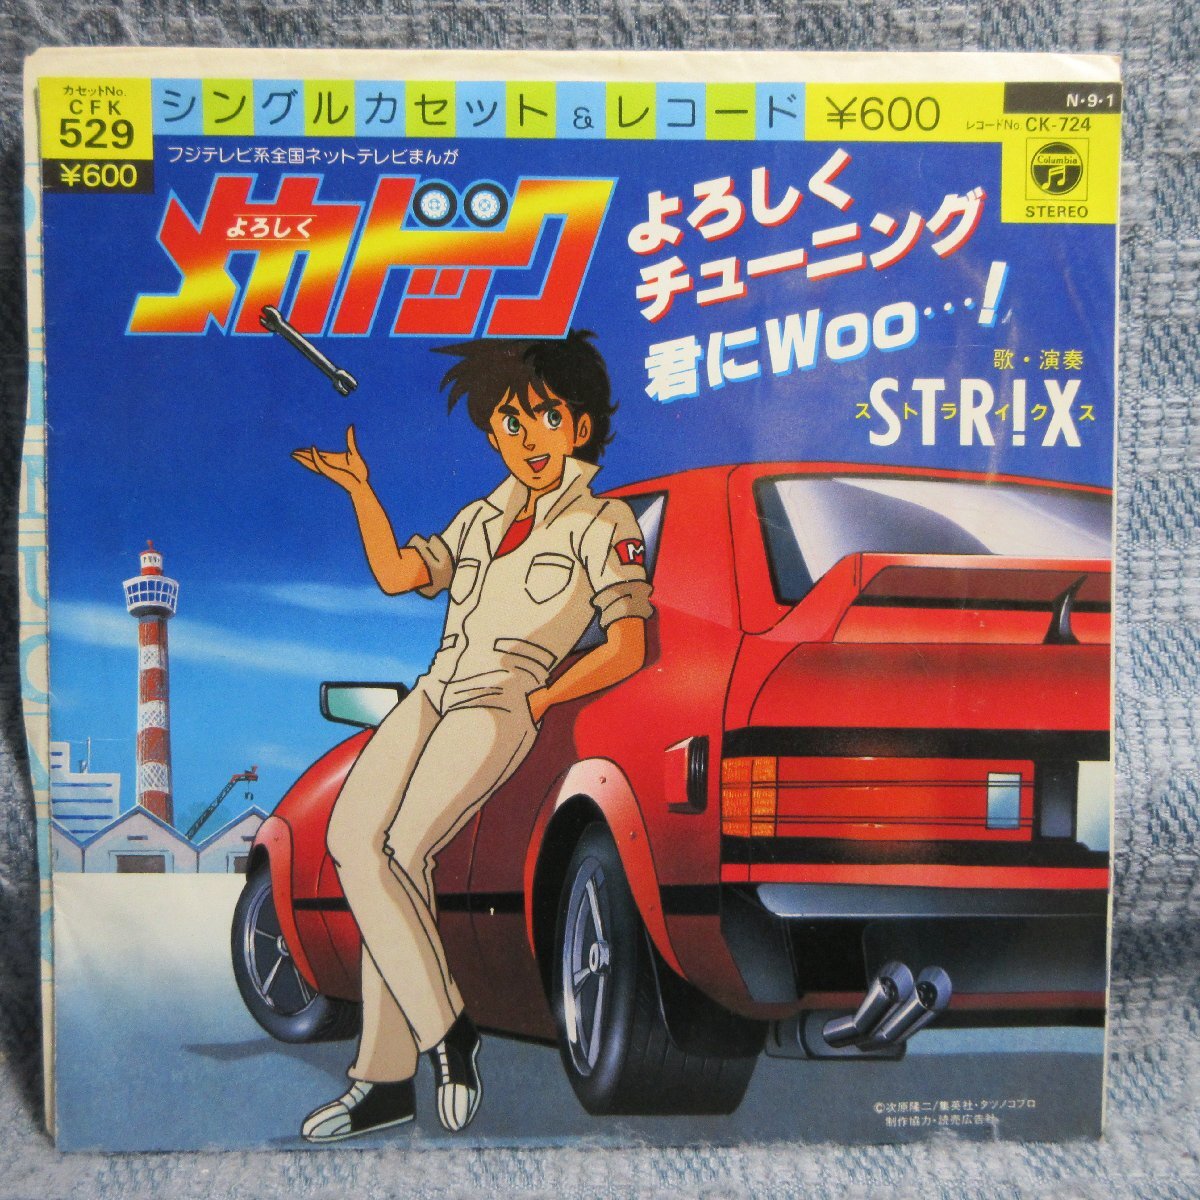 カセットNo.
CFK
529
¥600
シングルカセット&レコード ¥600
N・9・1
レコードNo. CK-724
Columbia
STEREO
フジテレビ系全国ネットテレビまんが
よろしく
メカドック
よろしく
チューニング
君にWoo…!
歌・演奏
ストライクス
STR!X
M
©次原隆二/集英社・タツノコプロ
制作協力・読売広告社